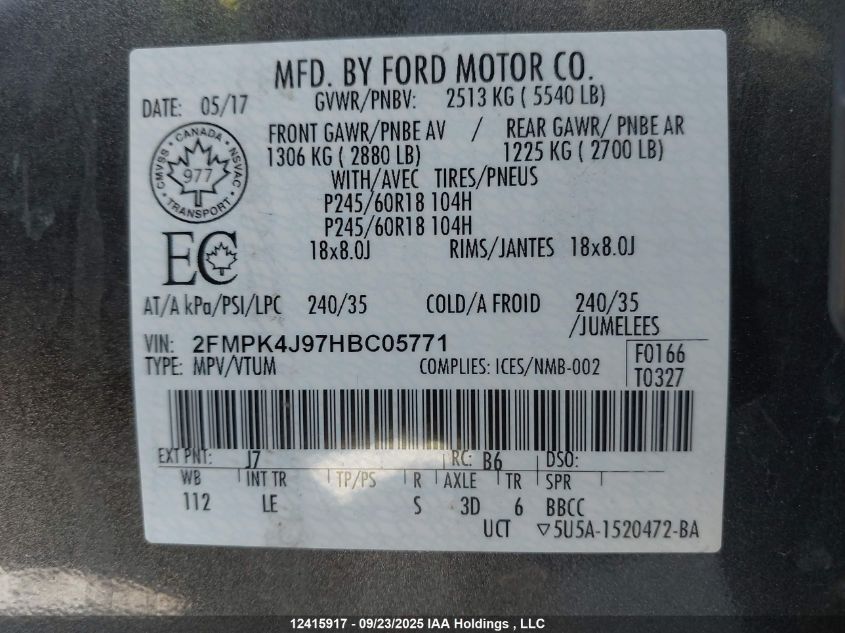 MFD. BY FORD MOTOR CO.
DATE: 05/17 GVWR/PNBV: 2513 KG ( 5540 LB)
FRONT GAWR/PNBE AV / REAR GAWR/ PNBE AR
1306 KG ( 2880 LB) 1225 KG ( 2700 LB)
WITH/AVEC TIRES/PNEUS
P245/60R18 104H
P245/60R18 104H
18x8.0J RIMS/JANTES 18x8.0J
CANADA
CMVSS 977 NSVAC
TRANSPORT
EC
AT/A kPa/PSI/LPC 240/35 COLD/A FROID 240/35
/JUMELEES
VIN: 2FMPK4J97HBC05771
TYPE: MPV/VTUM COMPLIES: ICES/NMB-002
F0166
T0327
EXT PNT: J7 RC: B6 DSO:
WB INT TR TP/PS R AXLE TR SPR
112 LE S 3D 6 BBCC
UCT ▽5U5A-1520472-BA
12415917 - 09/23/2025 IAA Holdings , LLC